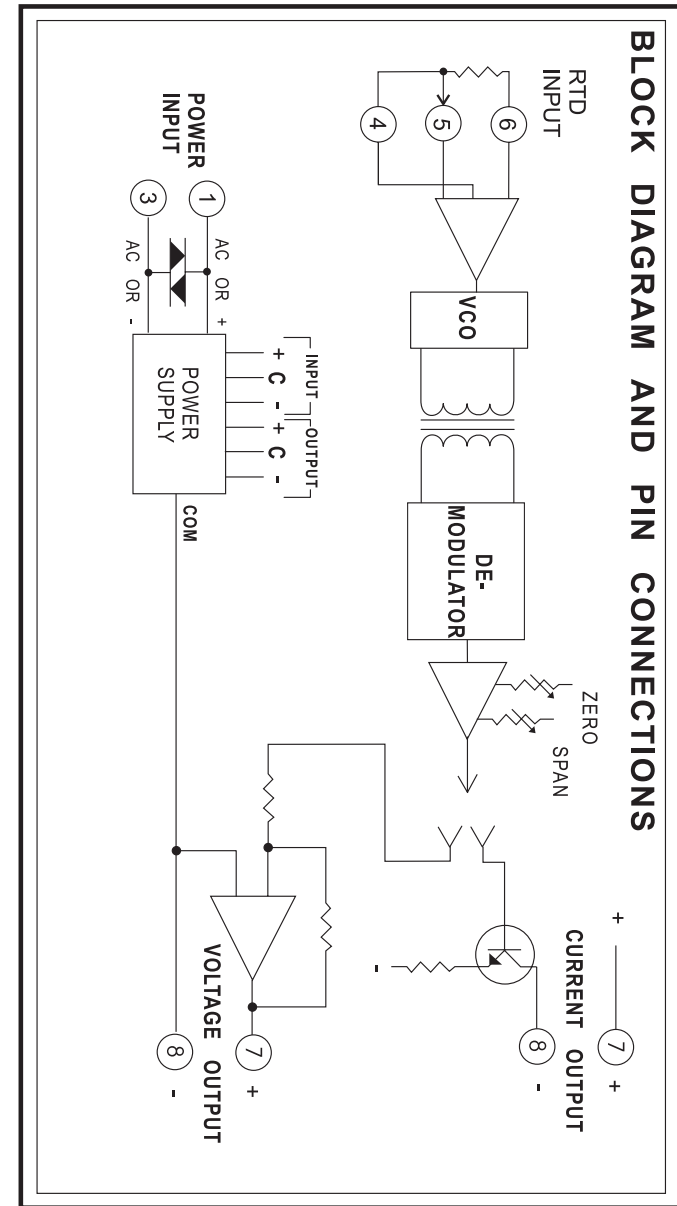 BLOCK DIAGRAM AND PIN CONNECTIONS
RTD
INPUT
6
5
4
VCO
DE-
MODULATOR
ZERO
SPAN
+
7
+
CURRENT OUTPUT
8
-
-
POWER
INPUT
1
3
AC OR +
AC OR -
POWER
SUPPLY
INPUT
+ C -
OUTPUT
+ C -
COM
VOLTAGE OUTPUT
7
+
8
-